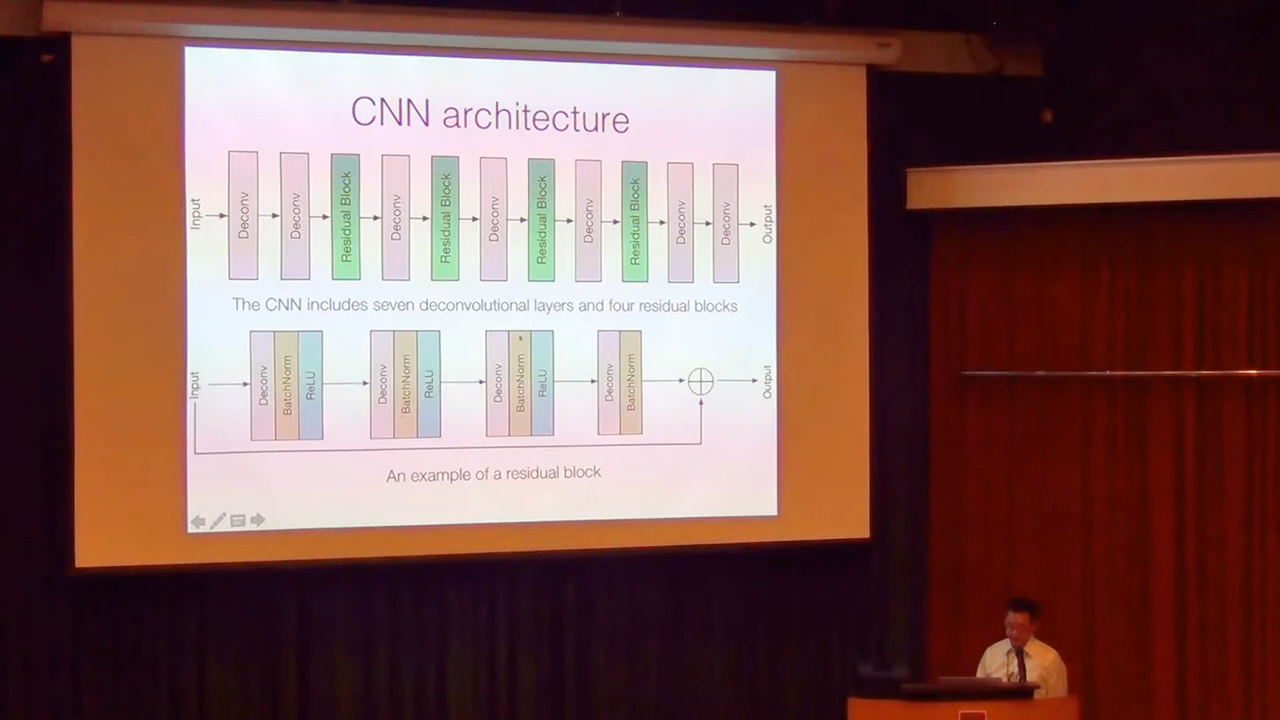 CNN architecture
Input
Deconv
Deconv
Residual Block
Deconv
Residual Block
Deconv
Residual Block
Deconv
Residual Block
Deconv
Deconv
Output
The CNN includes seven deconvolutional layers and four residual blocks
Input
Deconv
BatchNorm
ReLU
Deconv
BatchNorm
ReLU
Deconv
BatchNorm
ReLU
Deconv
BatchNorm
Output
An example of a residual block